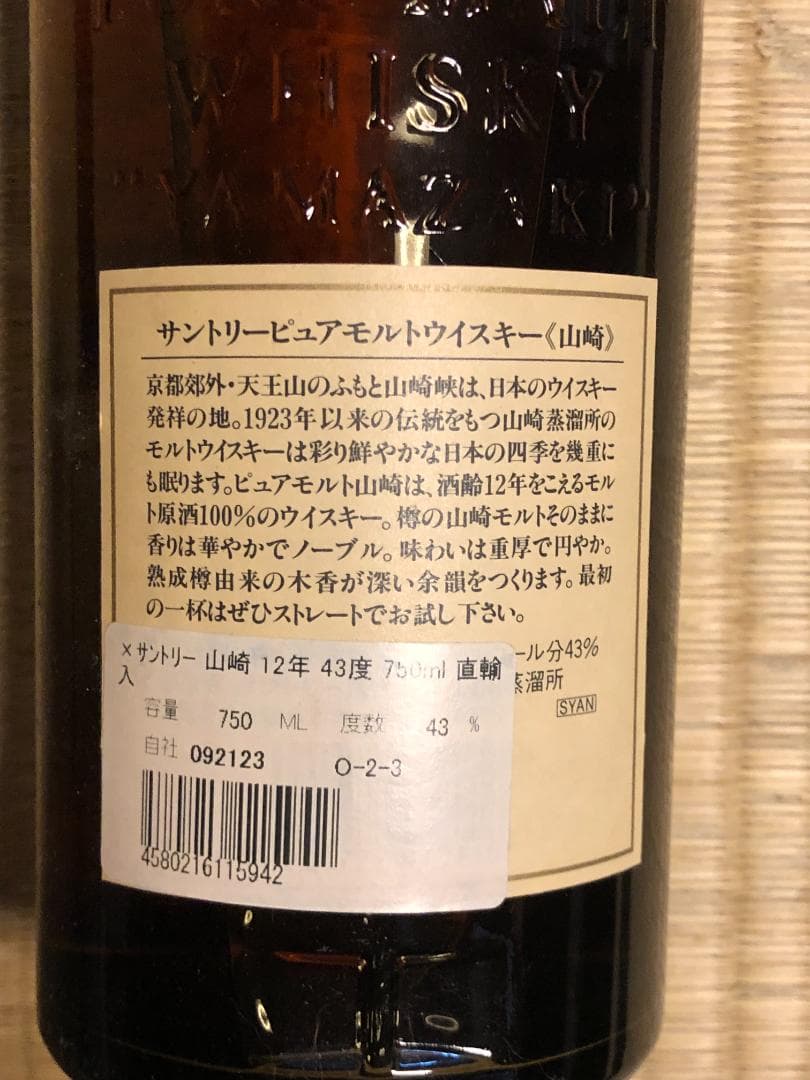 WHISKY
"YAMAZAKI"
サントリーピュアモルトウイスキー《山崎》
京都郊外・天王山のふもと山崎峡は、日本のウイスキー
発祥の地。1923年以来の伝統をもつ山崎蒸溜所の
モルトウイスキーは彩り鮮やかな日本の四季を幾重に
も眠ります。ピュアモルト山崎は、酒齢12年をこえるモル
ト原酒100%のウイスキー。樽の山崎モルトそのままに
香りは華やかでノーブル。味わいは重厚で円やか。
熟成樽由来の木香が深い余韻をつくります。最初
の一杯はぜひストレートでお試し下さい。
ール分43%
蒸溜所
SYAN
×サントリー 山崎 12年 43度 750ml 直輸
入
容量 750 ML 度数 43 %
自社 092123 O-2-3
4580216115942